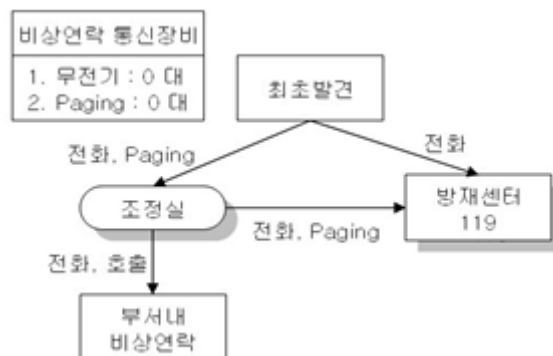 비상연락 통신장비
1. 무전기 : 0 대
2. Paging : 0 대
최초발견
전화, Paging
전화
조정실
방재센터
119
전화, Paging
전화, 호출
부서내
비상연락